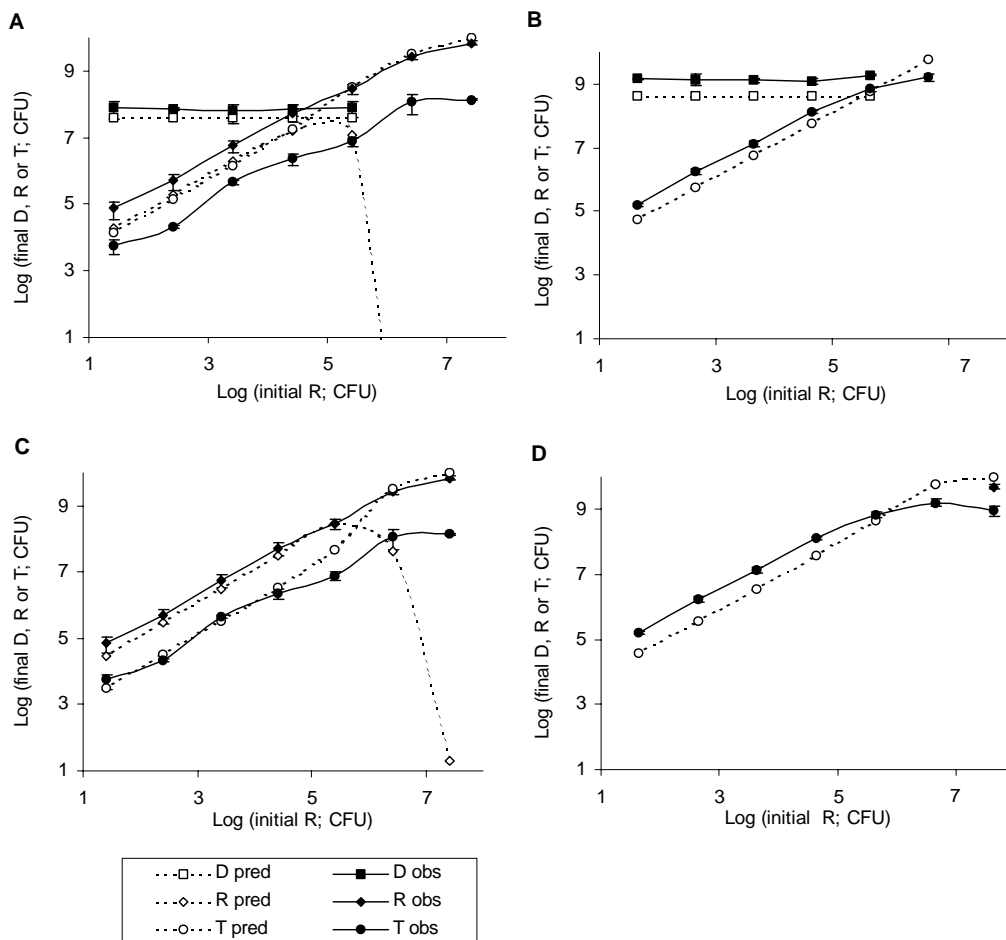 A
Log (final D, R or T; CFU)
9
7
5
3
1
1 3 5 7
Log (initial R; CFU)
B
Log (final D, R or T; CFU)
9
7
5
3
1
1 3 5 7
Log (initial R; CFU)
C
Log (final D, R or T; CFU)
9
7
5
3
1
1 3 5 7
Log (initial R; CFU)
D
Log (final D, R or T; CFU)
9
7
5
3
1
1 3 5 7
Log (initial R; CFU)
D pred D obs
R pred R obs
T pred T obs